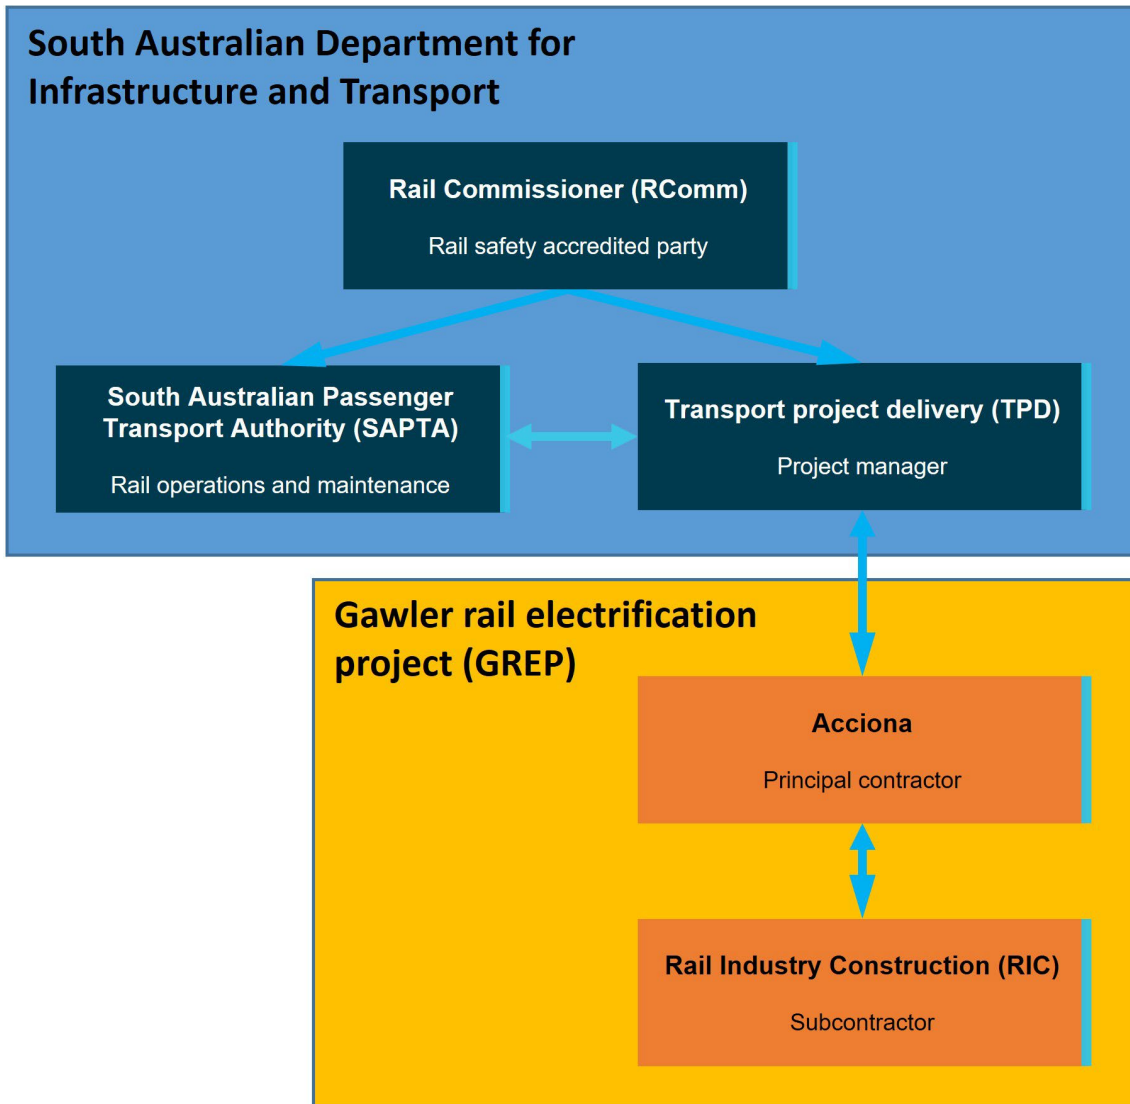 South Australian Department for
Infrastructure and Transport
Rail Commissioner (RComm)
Rail safety accredited party
South Australian Passenger
Transport Authority (SAPTA)
Rail operations and maintenance
Transport project delivery (TPD)
Project manager
Gawler rail electrification
project (GREP)
Acciona
Principal contractor
Rail Industry Construction (RIC)
Subcontractor